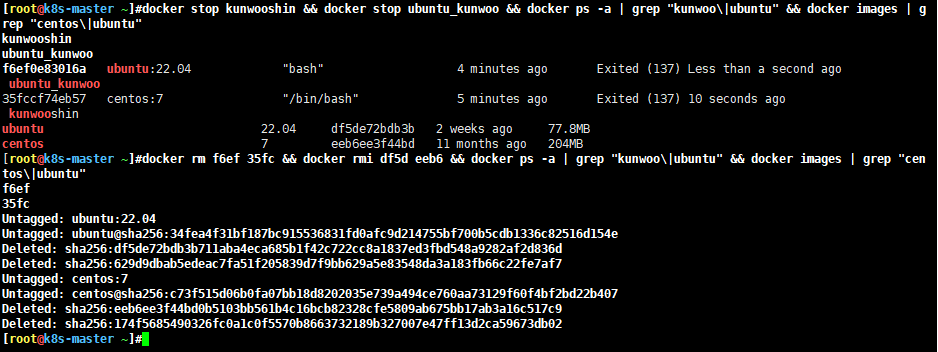 [root@k8s-master ~]#docker stop kunwooshin && docker stop ubuntu_kunwoo && docker ps -a | grep "kunwoo\|ubuntu" && docker images | g
rep "centos\|ubuntu"
kunwooshin
ubuntu_kunwoo
f6ef0e83016a   ubuntu:22.04             "bash"                   4 minutes ago       Exited (137) Less than a second ago
 ubuntu_kunwoo
35fccf74eb57   centos:7                 "/bin/bash"              5 minutes ago       Exited (137) 10 seconds ago
 kunwooshin
ubuntu                               22.04     df5de72bdb3b   2 weeks ago     77.8MB
centos                               7         eeb6ee3f44bd   11 months ago   204MB
[root@k8s-master ~]#docker rm f6ef 35fc && docker rmi df5d eeb6 && docker ps -a | grep "kunwoo\|ubuntu" && docker images | grep "cen
tos\|ubuntu"
f6ef
35fc
Untagged: ubuntu:22.04
Untagged: ubuntu@sha256:34fea4f31bf187bc915536831fd0afc9d214755bf700b5cdb1336c82516d154e
Deleted: sha256:df5de72bdb3b711aba4eca685b1f42c722cc8a1837ed3fbd548a9282af2d836d
Deleted: sha256:629d9dbab5edeac7fa51f205839d7f9bb629a5e83548da3a183fb66c22fe7af7
Untagged: centos:7
Untagged: centos@sha256:c73f515d06b0fa07bb18d8202035e739a494ce760aa73129f60f4bf2bd22b407
Deleted: sha256:eeb6ee3f44bd0b5103bb561b4c16bcb82328cfe5809ab675bb17ab3a16c517c9
Deleted: sha256:174f5685490326fc0a1c0f5570b8663732189b327007e47ff13d2ca59673db02
[root@k8s-master ~]#